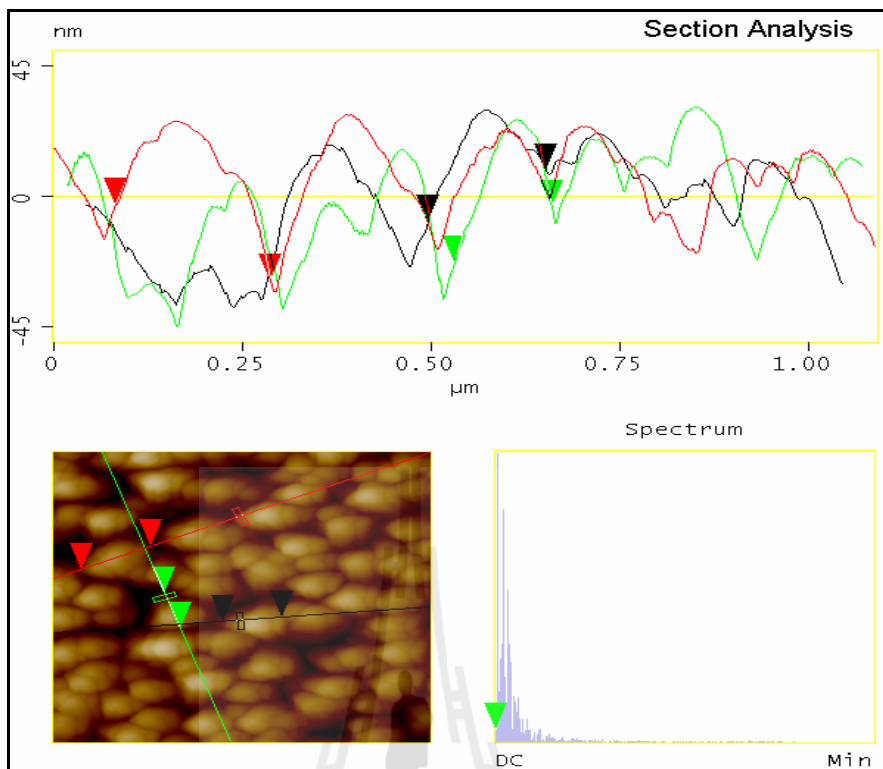 Section Analysis
nm
45
0
-45
0 0.25 0.50 0.75 1.00
µm
Spectrum
DC Min